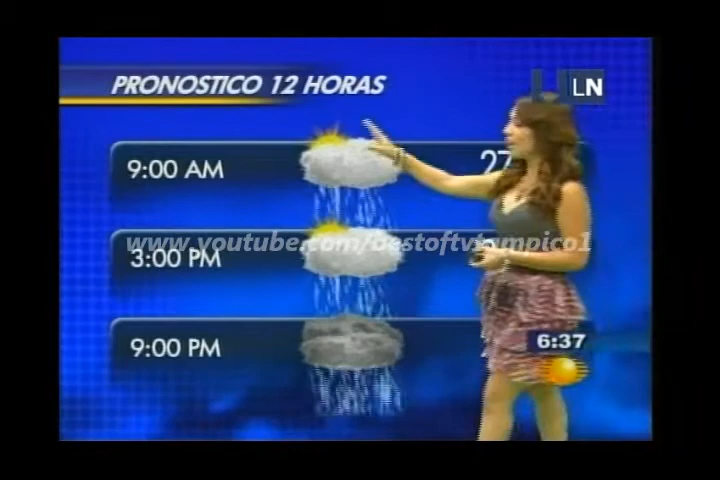 PRONOSTICO 12 HORAS
LN
9:00 AM
27
www.youtube.com/bestoftvtampico1
3:00 PM
9:00 PM
6:37